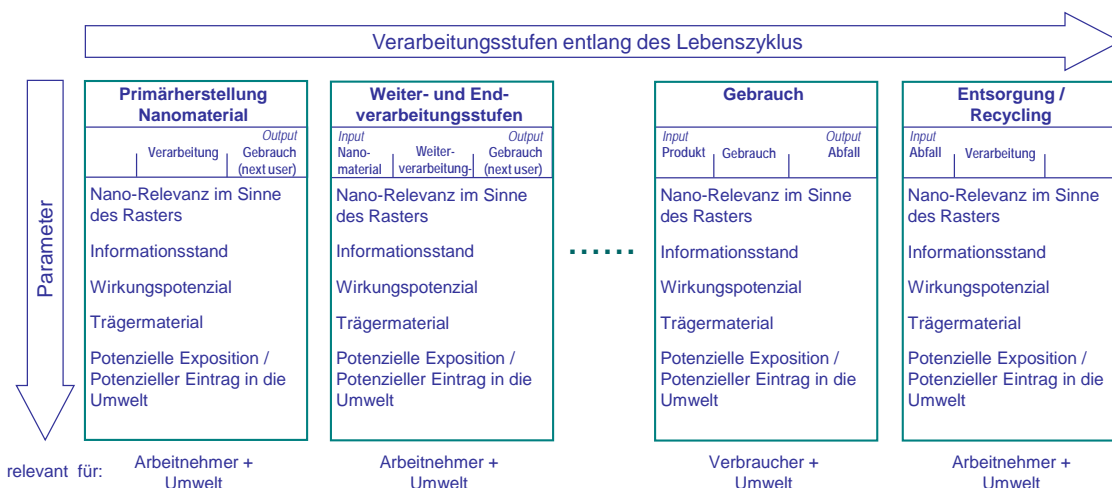 Verarbeitungsstufen entlang des Lebenszyklus
Parameter
Primärherstellung
Nanomaterial
Output
Verarbeitung
Gebrauch
(next user)
Nano-Relevanz im Sinne
des Rasters
Informationsstand
Wirkungspotenzial
Trägermaterial
Potenzielle Exposition /
Potenzieller Eintrag in die
Umwelt
Weiter- und End-
verarbeitungsstufen
Input
Output
Nano-
material
Weiter-
verarbeitung-
Gebrauch
(next user)
Nano-Relevanz im Sinne
des Rasters
Informationsstand
Wirkungspotenzial
Trägermaterial
Potenzielle Exposition /
Potenzieller Eintrag in die
Umwelt
......
Gebrauch
Input
Output
Produkt
Gebrauch
Abfall
Nano-Relevanz im Sinne
des Rasters
Informationsstand
Wirkungspotenzial
Trägermaterial
Potenzielle Exposition /
Potenzieller Eintrag in die
Umwelt
Entsorgung /
Recycling
Input
Abfall
Verarbeitung
Nano-Relevanz im Sinne
des Rasters
Informationsstand
Wirkungspotenzial
Trägermaterial
Potenzielle Exposition /
Potenzieller Eintrag in die
Umwelt
relevant für:
Arbeitnehmer +
Umwelt
Arbeitnehmer +
Umwelt
Verbraucher +
Umwelt
Arbeitnehmer +
Umwelt